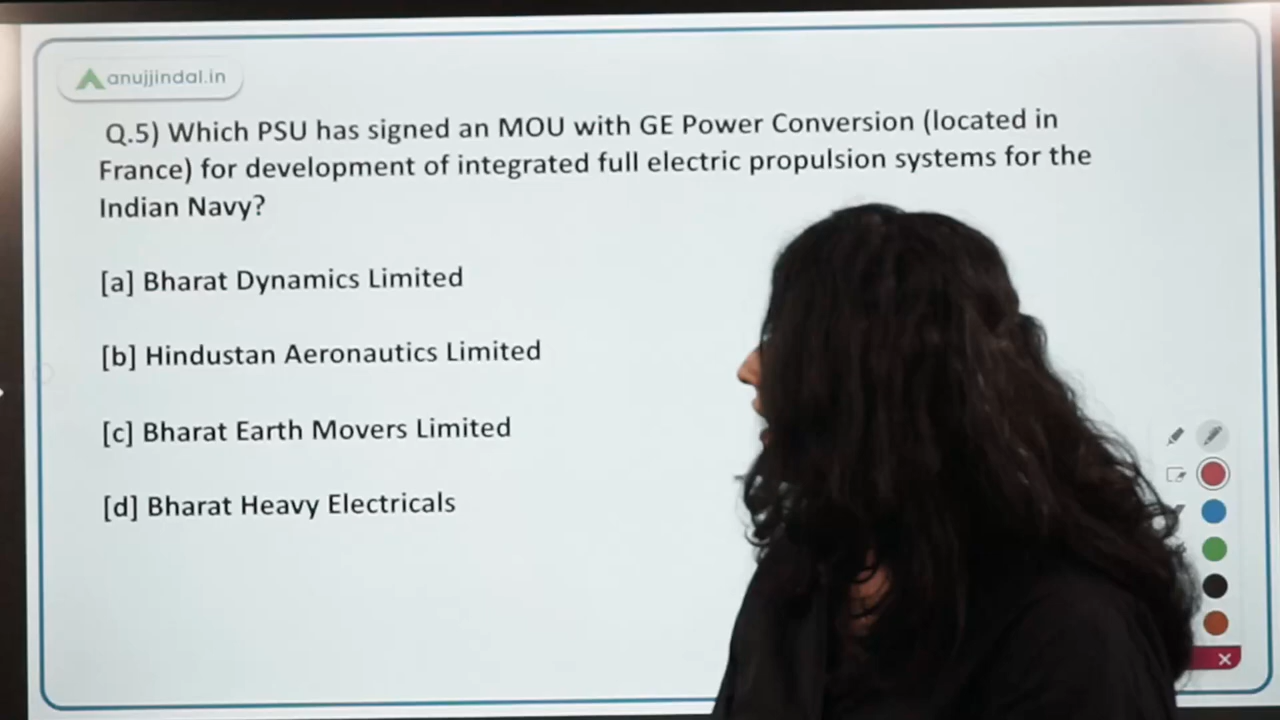 anujjindal.in
Q.5) Which PSU has signed an MOU with GE Power Conversion (located in
France) for development of integrated full electric propulsion systems for the
Indian Navy?
[a] Bharat Dynamics Limited
[b] Hindustan Aeronautics Limited
[c] Bharat Earth Movers Limited
[d] Bharat Heavy Electricals